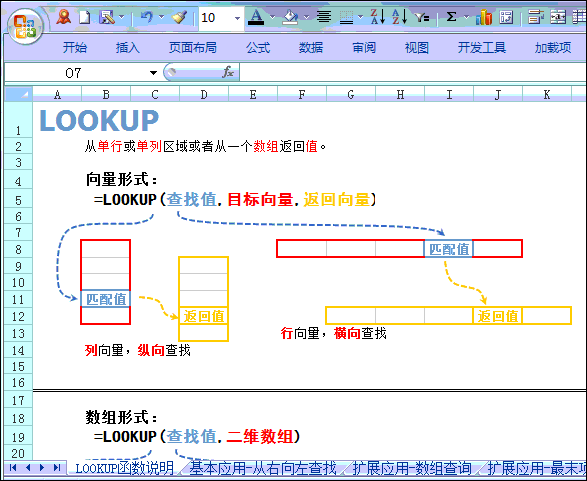 10
开始 插入 页面布局 公式 数据 审阅 视图 开发工具 加载项
O7 fx
A B C D E F G H I J K
1 LOOKUP
2 从单行或单列区域或者从一个数组返回值。
3
4 向量形式：
5 =LOOKUP(查找值,目标向量,返回向量)
6
7
8 匹配值
9
10
11 匹配值
12 返回值 返回值
13 行向量，横向查找
14 列向量，纵向查找
15
16
17
18 数组形式：
19 =LOOKUP(查找值,二维数组)
20
LOOKUP函数说明 基本应用-从右向左查找 扩展应用-数组查询 扩展应用-最末项